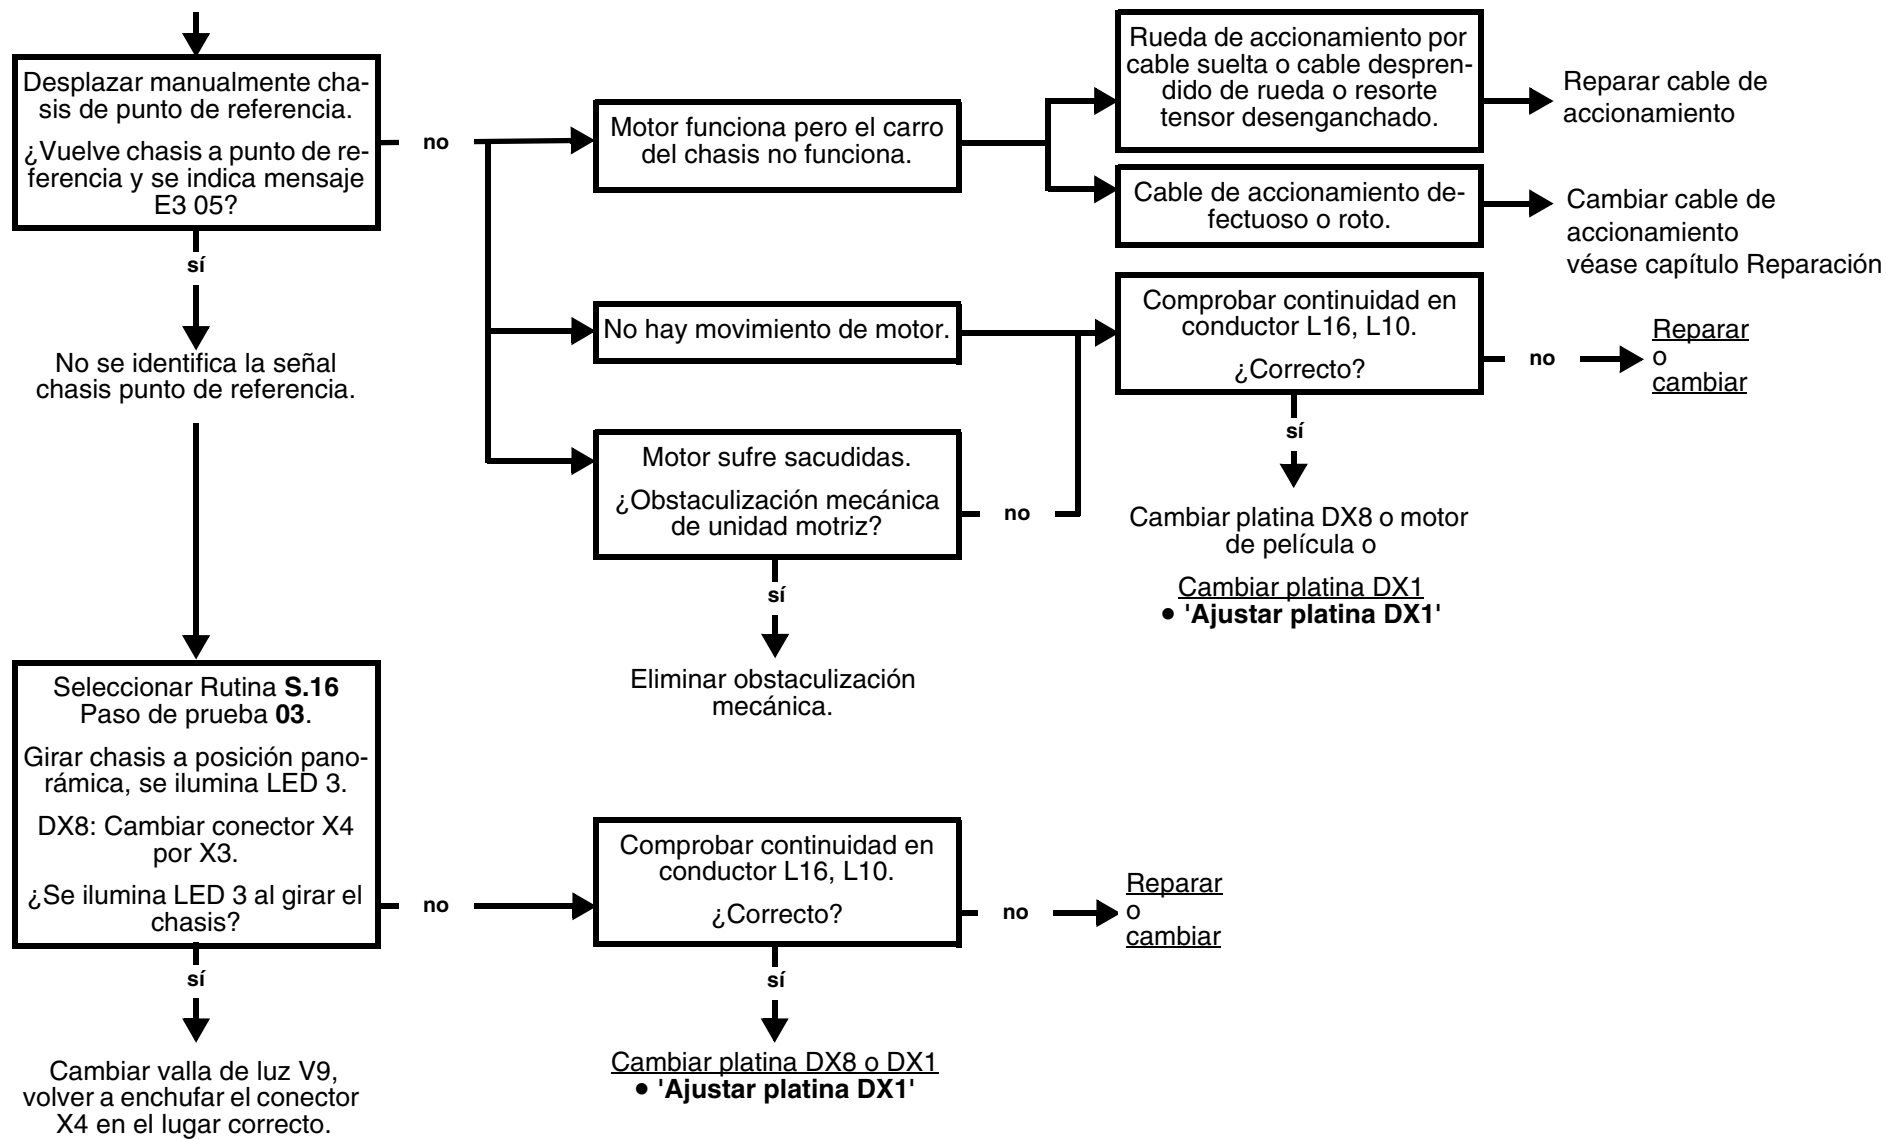 Desplazar manualmente cha-
sis de punto de referencia.
¿Vuelve chasis a punto de re-
ferencia y se indica mensaje
E3 05?
no
sí
No se identifica la señal
chasis punto de referencia.
Motor funciona pero el carro
del chasis no funciona.
Rueda de accionamiento por
cable suelta o cable despren-
dido de rueda o resorte
tensor desenganchado.
Reparar cable de
accionamiento
Cable de accionamiento de-
fectuoso o roto.
Cambiar cable de
accionamiento
véase capítulo Reparación
No hay movimiento de motor.
Comprobar continuidad en
conductor L16, L10.
¿Correcto?
no
Reparar
o
cambiar
sí
Cambiar platina DX8 o motor
de película o
Cambiar platina DX1
• 'Ajustar platina DX1'
Motor sufre sacudidas.
¿Obstaculización mecánica
de unidad motriz?
no
sí
Eliminar obstaculización
mecánica.
Seleccionar Rutina S.16
Paso de prueba 03.
Girar chasis a posición pano-
rámica, se ilumina LED 3.
DX8: Cambiar conector X4
por X3.
¿Se ilumina LED 3 al girar el
chasis?
no
sí
Cambiar valla de luz V9,
volver a enchufar el conector
X4 en el lugar correcto.
Comprobar continuidad en
conductor L16, L10.
¿Correcto?
no
Reparar
o
cambiar
sí
Cambiar platina DX8 o DX1
• 'Ajustar platina DX1'